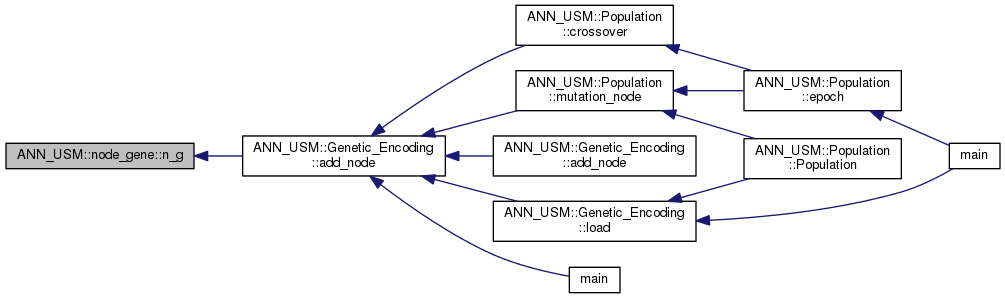 ANN_USM::node_gene::n_g
ANN_USM::Genetic_Encoding
::add_node
ANN_USM::Population
::crossover
ANN_USM::Population
::mutation_node
ANN_USM::Genetic_Encoding
::add_node
ANN_USM::Genetic_Encoding
::load
main
ANN_USM::Population
::epoch
ANN_USM::Population
::Population
main